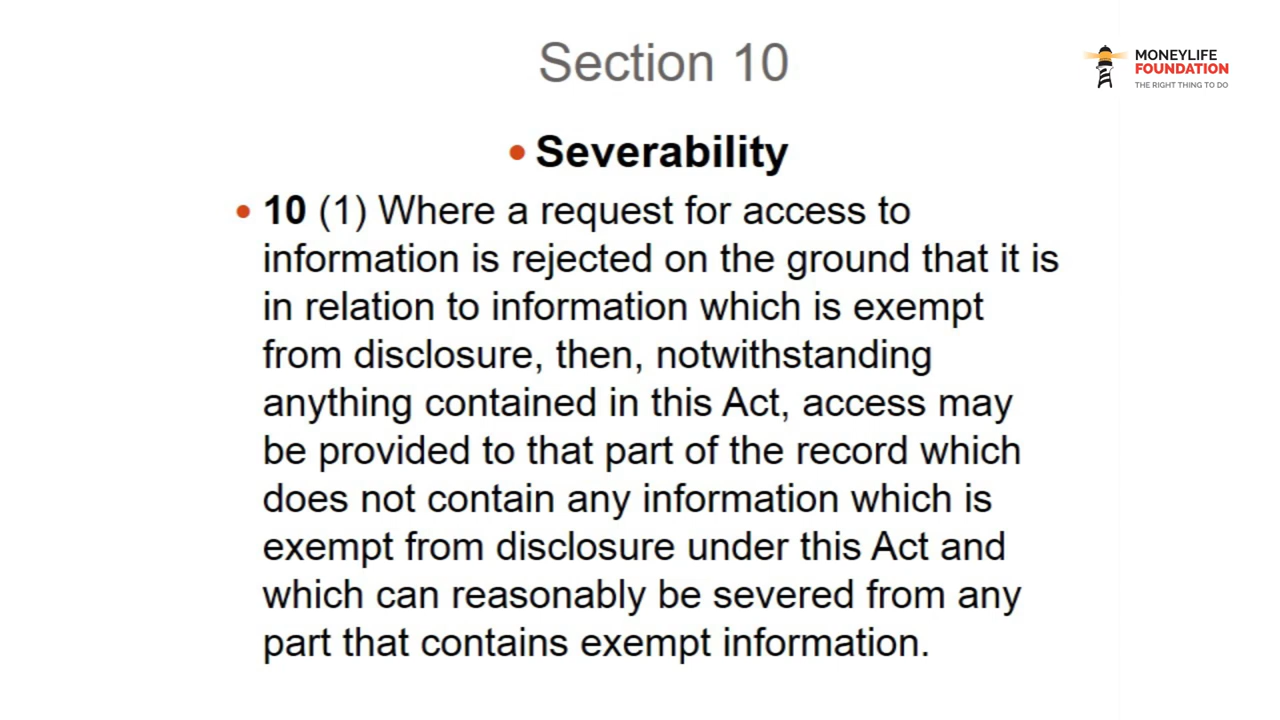 Section 10
MONEYLIFE
FOUNDATION
THE RIGHT THING TO DO
• Severability
• 10 (1) Where a request for access to
information is rejected on the ground that it is
in relation to information which is exempt
from disclosure, then, notwithstanding
anything contained in this Act, access may
be provided to that part of the record which
does not contain any information which is
exempt from disclosure under this Act and
which can reasonably be severed from any
part that contains exempt information.